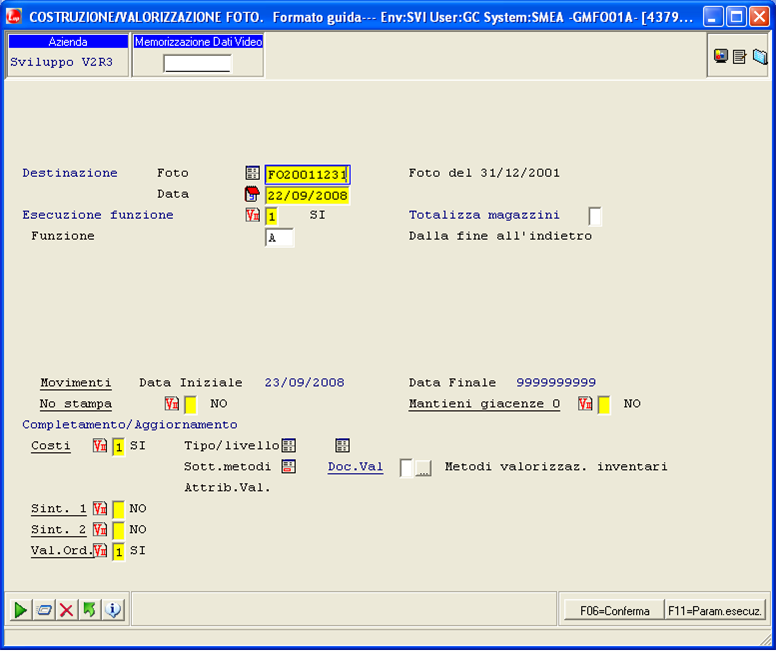 COSTRUZIONE/VALORIZZAZIONE FOTO. Formato guida--- Env:SVI User:GC System:SMEA -GMFO01A- [4379...
Azienda Memorizzazione Dati Video
Sviluppo V2R3
Destinazione Foto FO20011231 Foto del 31/12/2001
Data 22/09/2008
Esecuzione funzione 1 SI Totalizza magazzini
Funzione A Dalla fine all'indietro
Movimenti Data Iniziale 23/09/2008 Data Finale 9999999999
No stampa NO Mantieni giacenze 0 NO
Completamento/Aggiornamento
Costi 1 SI Tipo/livello
Sott.metodi Doc.Val ... Metodi valorizzaz. inventari
Attrib.Val.
Sint. 1 NO
Sint. 2 NO
Val.Ord. 1 SI
F06=Conferma F11=Param.esecuz.